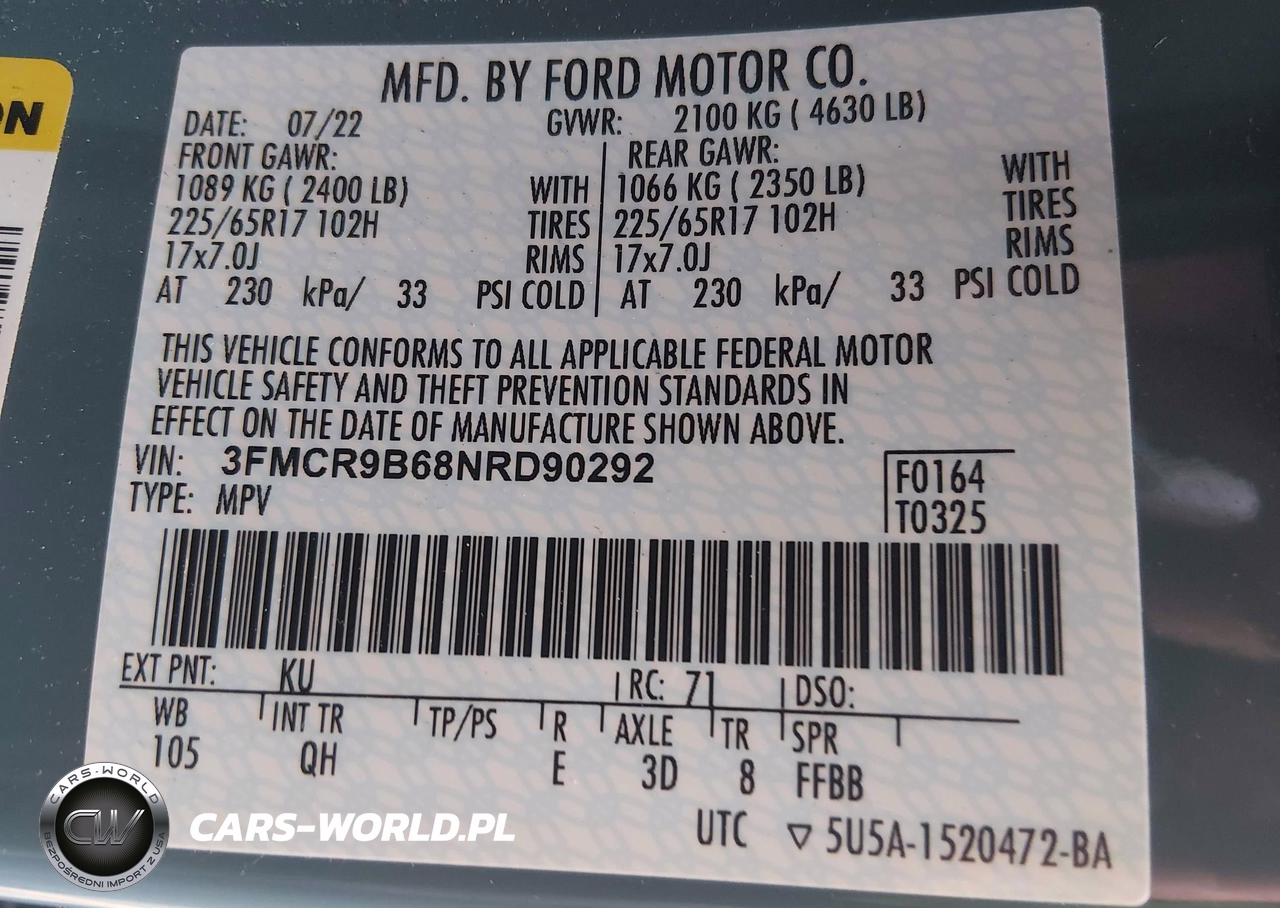 ON
MFD. BY FORD MOTOR CO.
DATE: 07/22 GVWR: 2100 KG ( 4630 LB)
FRONT GAWR: REAR GAWR:
1089 KG ( 2400 LB) WITH 1066 KG ( 2350 LB) WITH
225/65R17 102H TIRES 225/65R17 102H TIRES
17x7.0J RIMS 17x7.0J RIMS
AT 230 kPa/ 33 PSI COLD AT 230 kPa/ 33 PSI COLD
THIS VEHICLE CONFORMS TO ALL APPLICABLE FEDERAL MOTOR
VEHICLE SAFETY AND THEFT PREVENTION STANDARDS IN
EFFECT ON THE DATE OF MANUFACTURE SHOWN ABOVE.
VIN: 3FMCR9B68NRD90292
TYPE: MPV
F0164
T0325
EXT PNT: KU RC: 71 DSO:
WB INT TR TP/PS R AXLE TR SPR
105 QH E 3D 8 FFBB
UTC ▽ 5U5A-1520472-BA
CARS-WORLD
CW
BEZPOŚREDNI IMPORT Z USA
CARS-WORLD.PL